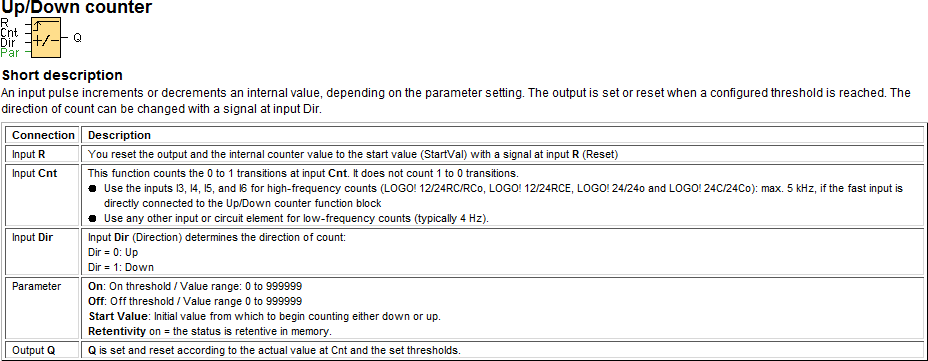 Up/Down counter
R
Cnt
Dir
Par
+/-
Q
Short description
An input pulse increments or decrements an internal value, depending on the parameter setting. The output is set or reset when a configured threshold is reached. The
direction of count can be changed with a signal at input Dir.
Connection Description
Input R You reset the output and the internal counter value to the start value (StartVal) with a signal at input R (Reset)
Input Cnt This function counts the 0 to 1 transitions at input Cnt. It does not count 1 to 0 transitions.
● Use the inputs I3, I4, I5, and I6 for high-frequency counts (LOGO! 12/24RC/RCo, LOGO! 12/24RCE, LOGO! 24/24o and LOGO! 24C/24Co): max. 5 kHz, if the fast input is
directly connected to the Up/Down counter function block
● Use any other input or circuit element for low-frequency counts (typically 4 Hz).
Input Dir Input Dir (Direction) determines the direction of count:
Dir = 0: Up
Dir = 1: Down
Parameter On: On threshold / Value range: 0 to 999999
Off: Off threshold / Value range 0 to 999999
Start Value: Initial value from which to begin counting either down or up.
Retentivity on = the status is retentive in memory.
Output Q Q is set and reset according to the actual value at Cnt and the set thresholds.